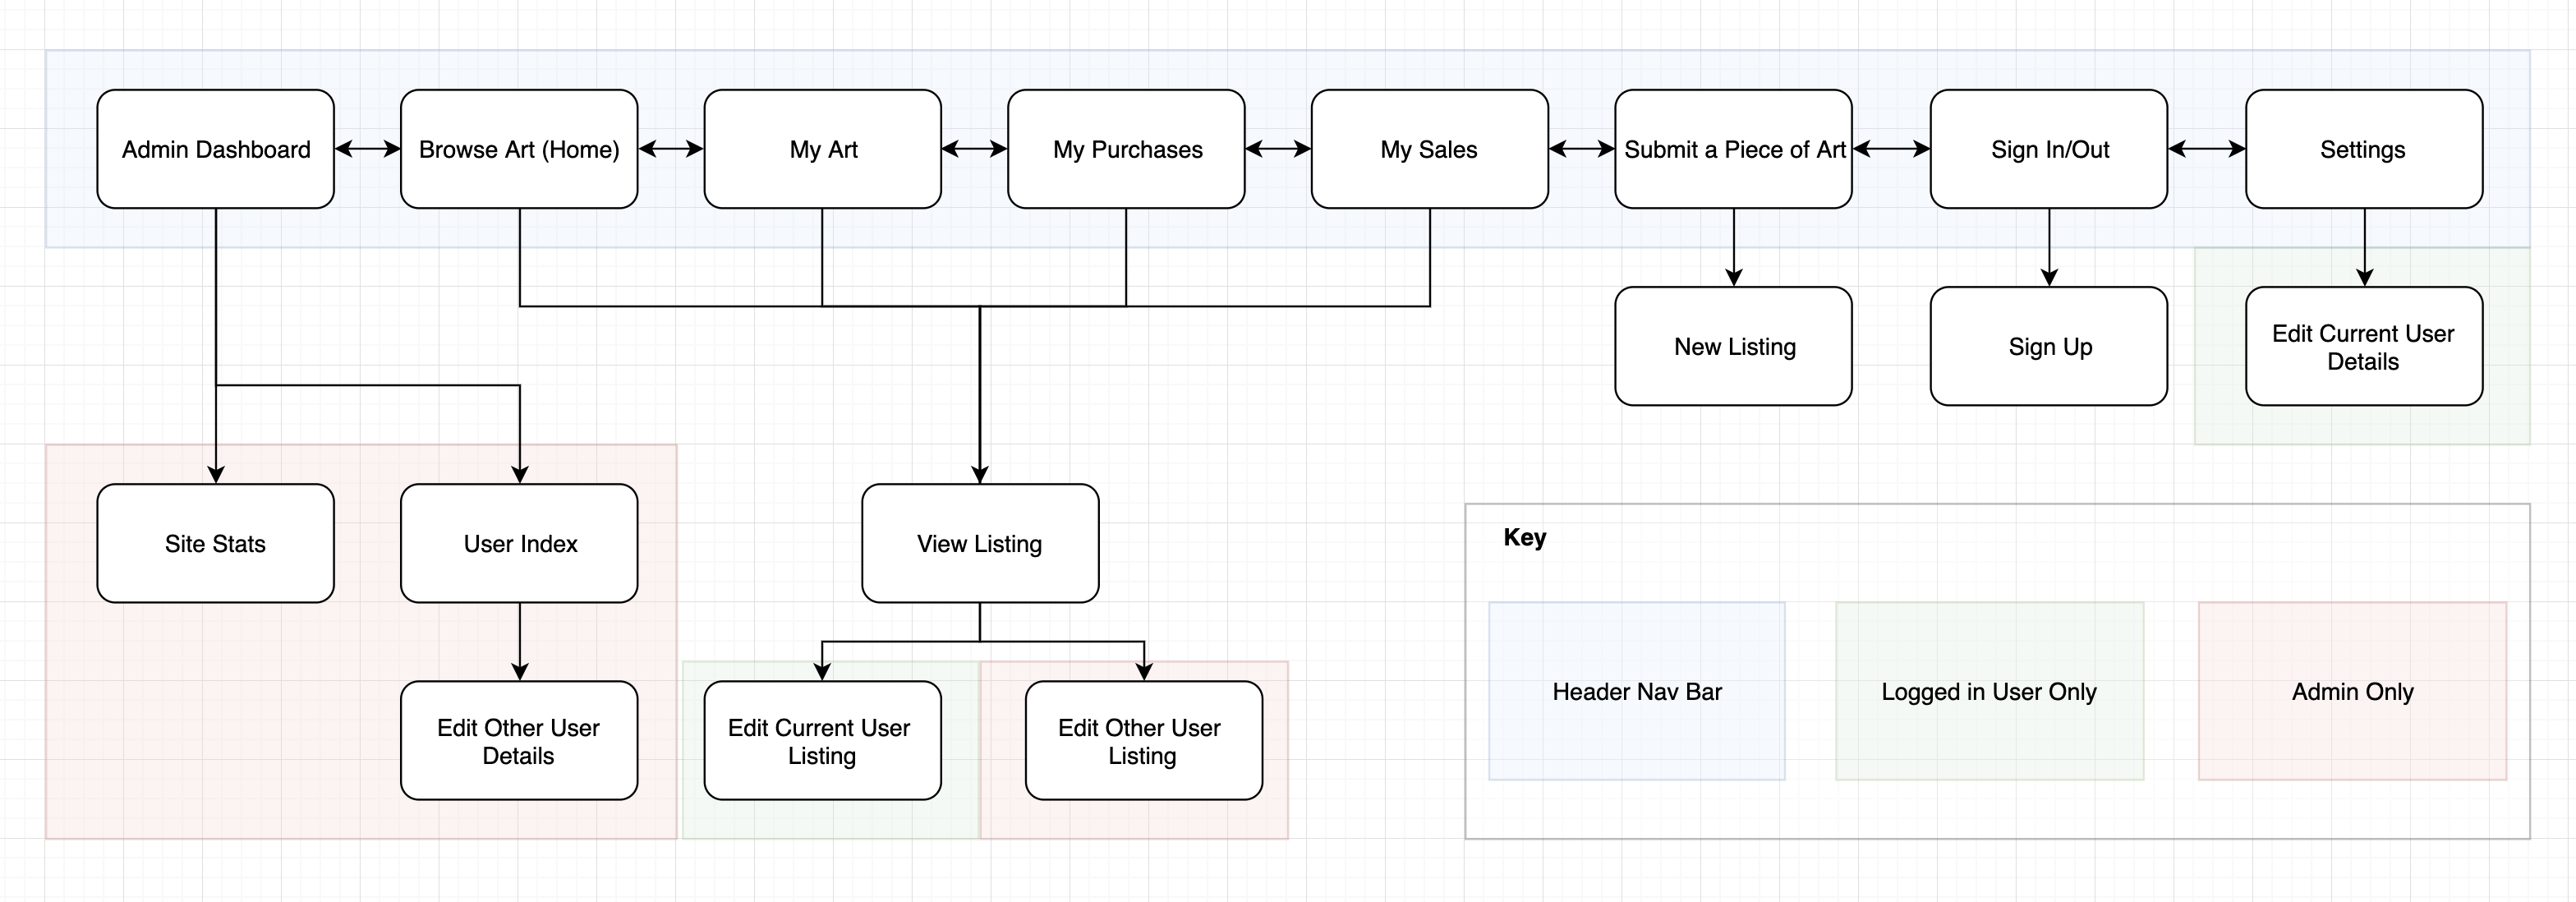 Admin Dashboard
Browse Art (Home)
My Art
My Purchases
My Sales
Submit a Piece of Art
Sign In/Out
Settings
New Listing
Sign Up
Edit Current User
Details
Site Stats
User Index
View Listing
Key
Edit Other User
Details
Edit Current User
Listing
Edit Other User
Listing
Header Nav Bar
Logged in User Only
Admin Only